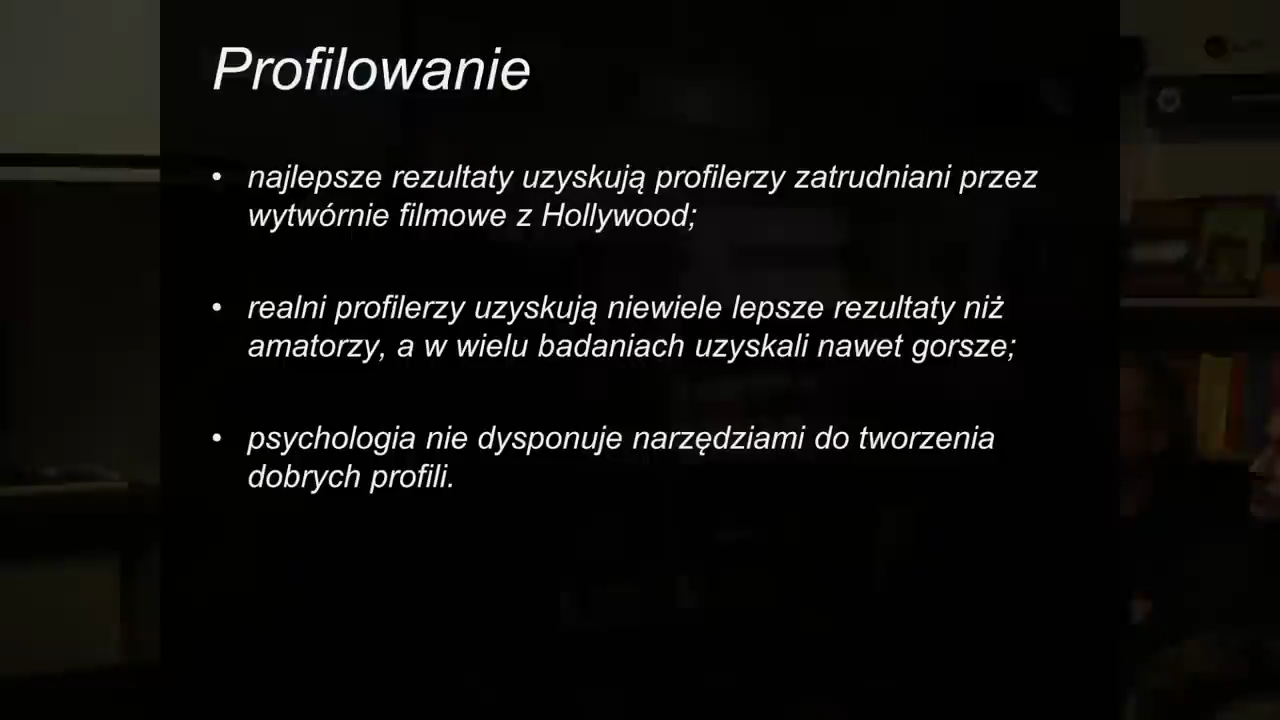 Profilowanie
• najlepsze rezultaty uzyskują profilerzy zatrudniani przez
wytwórnie filmowe z Hollywood;
• realni profilerzy uzyskują niewiele lepsze rezultaty niż
amatorzy, a w wielu badaniach uzyskali nawet gorsze;
• psychologia nie dysponuje narzędziami do tworzenia
dobrych profili.